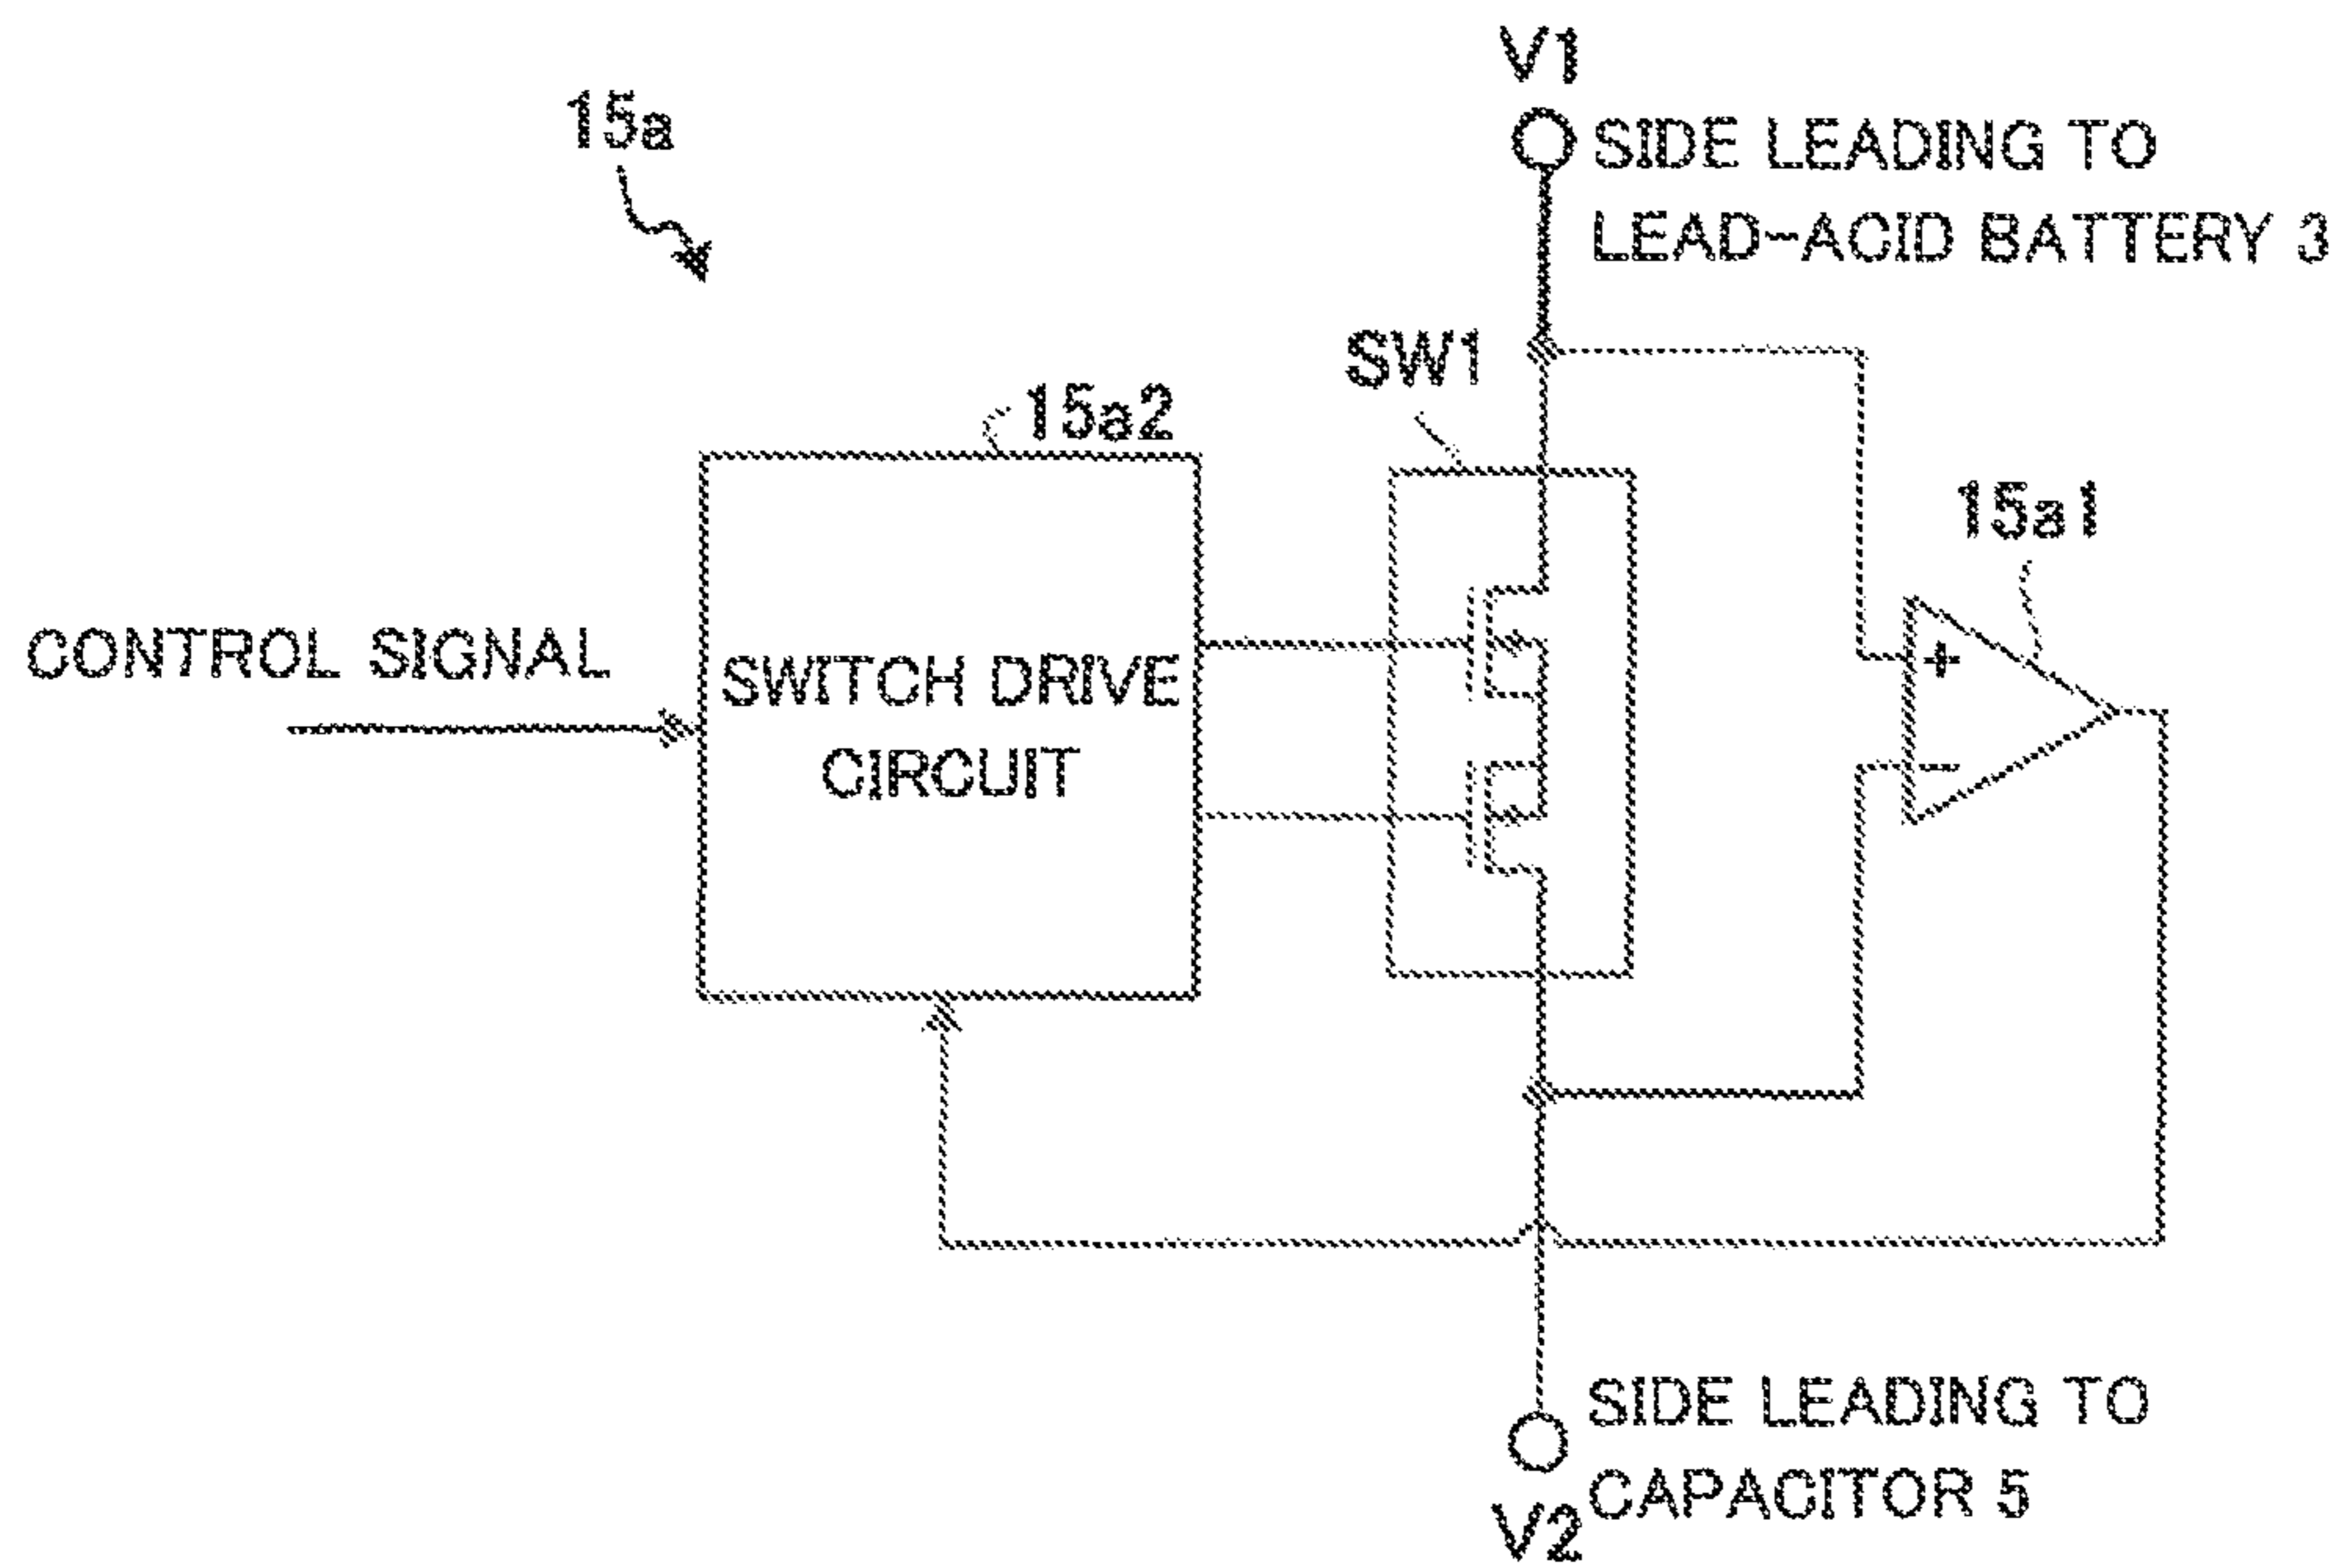 V1
15a
SIDE LEADING TO
LEAD-ACID BATTERY 3
SW1
15a2
15a1
CONTROL SIGNAL
SWITCH DRIVE
CIRCUIT
+
−
SIDE LEADING TO
CAPACITOR 5
V2